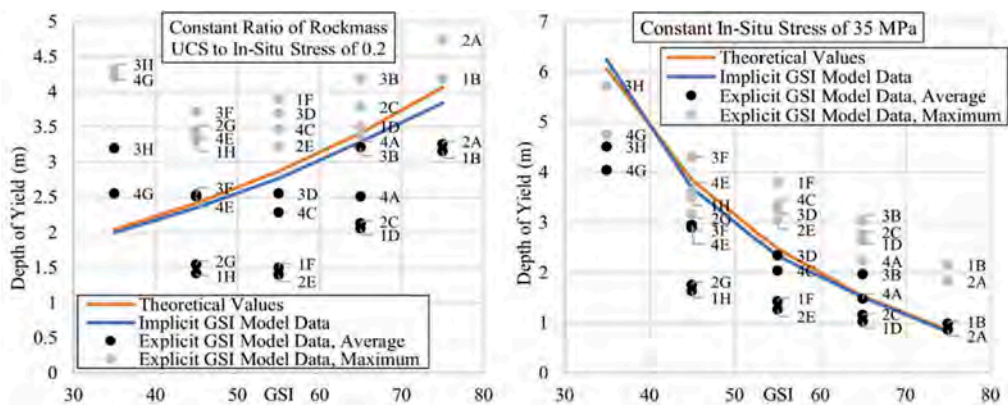 Constant Ratio of Rockmass
UCS to In-Situ Stress of 0.2
Depth of Yield (m)
5
4.5
4
3.5
3
2.5
2
1.5
1
0.5
0
3H
4G
3F
2G
4E
1H
1F
3D
4C
2E
3B
2C
1D
2A
1B
3H
4G
3F
4E
2G
1H
3D
4C
1F
2E
4A
3B
4A
2C
1D
2A
1B
Theoretical Values
Implicit GSI Model Data
Explicit GSI Model Data, Average
Explicit GSI Model Data, Maximum
30 40 50 GSI 60 70 80
Constant In-Situ Stress of 35 MPa
Theoretical Values
Implicit GSI Model Data
Explicit GSI Model Data, Average
Explicit GSI Model Data, Maximum
Depth of Yield (m)
7
6
5
4
3
2
1
0
3H
4G
3H
4G
3F
4E
1H
2G
3F
4E
2G
1H
1F
4C
3D
2E
3D
4C
1F
2E
3B
2C
1D
4A
3B
4A
2C
1D
1B
2A
1B
2A
30 40 50 GSI 60 70 80